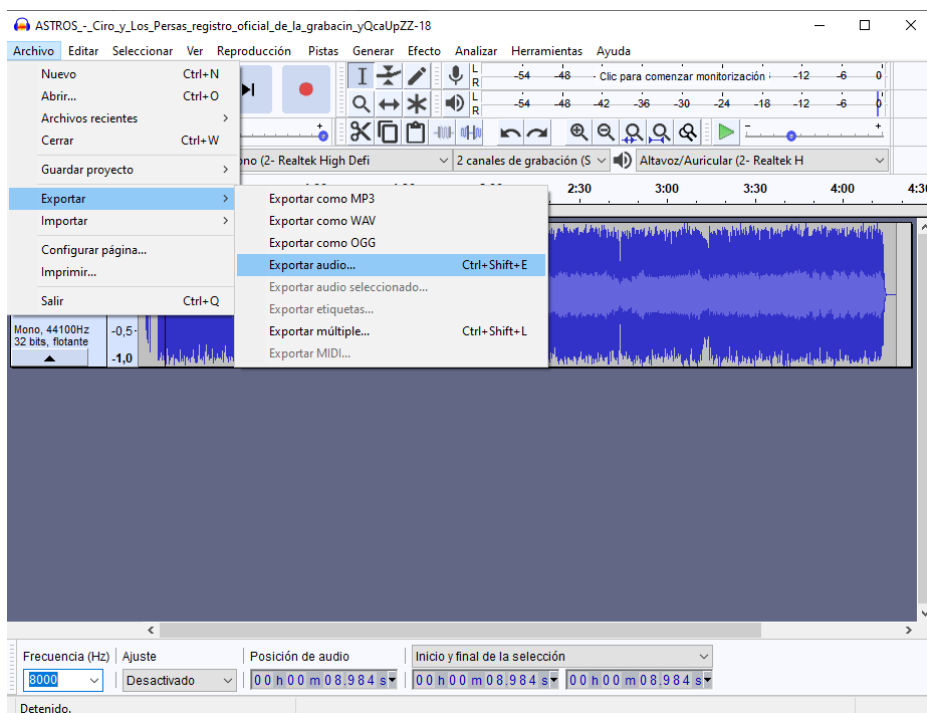 ASTROS_-_Ciro_y_Los_Persas_registro_oficial_de_la_grabacin_yQcaUpZZ-18
Archivo Editar Seleccionar Ver Reproducción Pistas Generar Efecto Analizar Herramientas Ayuda
Nuevo Ctrl+N
Abrir... Ctrl+O
Archivos recientes
Cerrar Ctrl+W
Guardar proyecto
Exportar
Importar
Configurar página...
Imprimir...
Salir Ctrl+Q
L R -54 -48 - Clic para comenzar monitorización -12 -6 0
L R -54 -48 -42 -36 -30 -24 -18 -12 -6 0
(2- Realtek High Defi 2 canales de grabación (S Altavoz/Auricular (2- Realtek H
2:30 3:00 3:30 4:00 4:30
Exportar como MP3
Exportar como WAV
Exportar como OGG
Exportar audio... Ctrl+Shift+E
Exportar audio seleccionado...
Exportar etiquetas...
Exportar múltiple... Ctrl+Shift+L
Exportar MIDI...
Mono, 44100Hz
32 bits, flotante
-0,5
-1,0
Frecuencia (Hz) Ajuste Posición de audio Inicio y final de la selección
8000 Desactivado 00 h 00 m 08.984 s 00 h 00 m 08.984 s 00 h 00 m 08.984 s
Detenido.